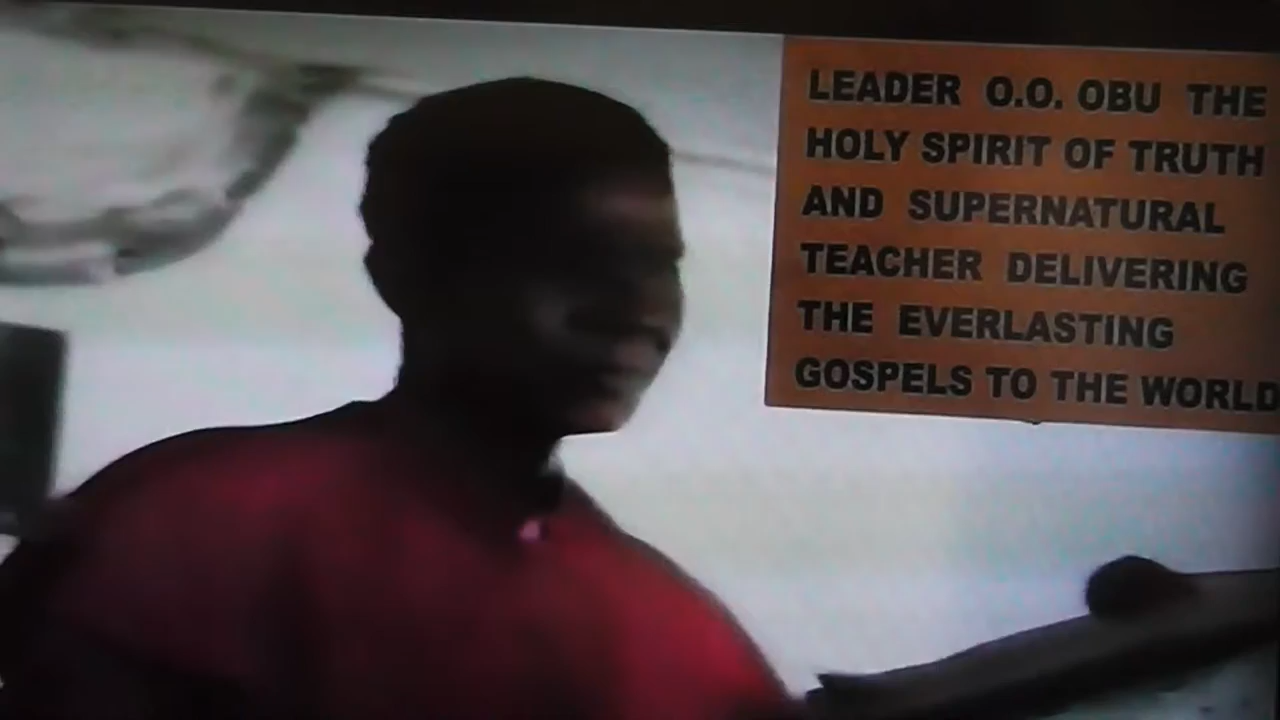 LEADER O.O. OBU THE
HOLY SPIRIT OF TRUTH
AND SUPERNATURAL
TEACHER DELIVERING
THE EVERLASTING
GOSPELS TO THE WORLD